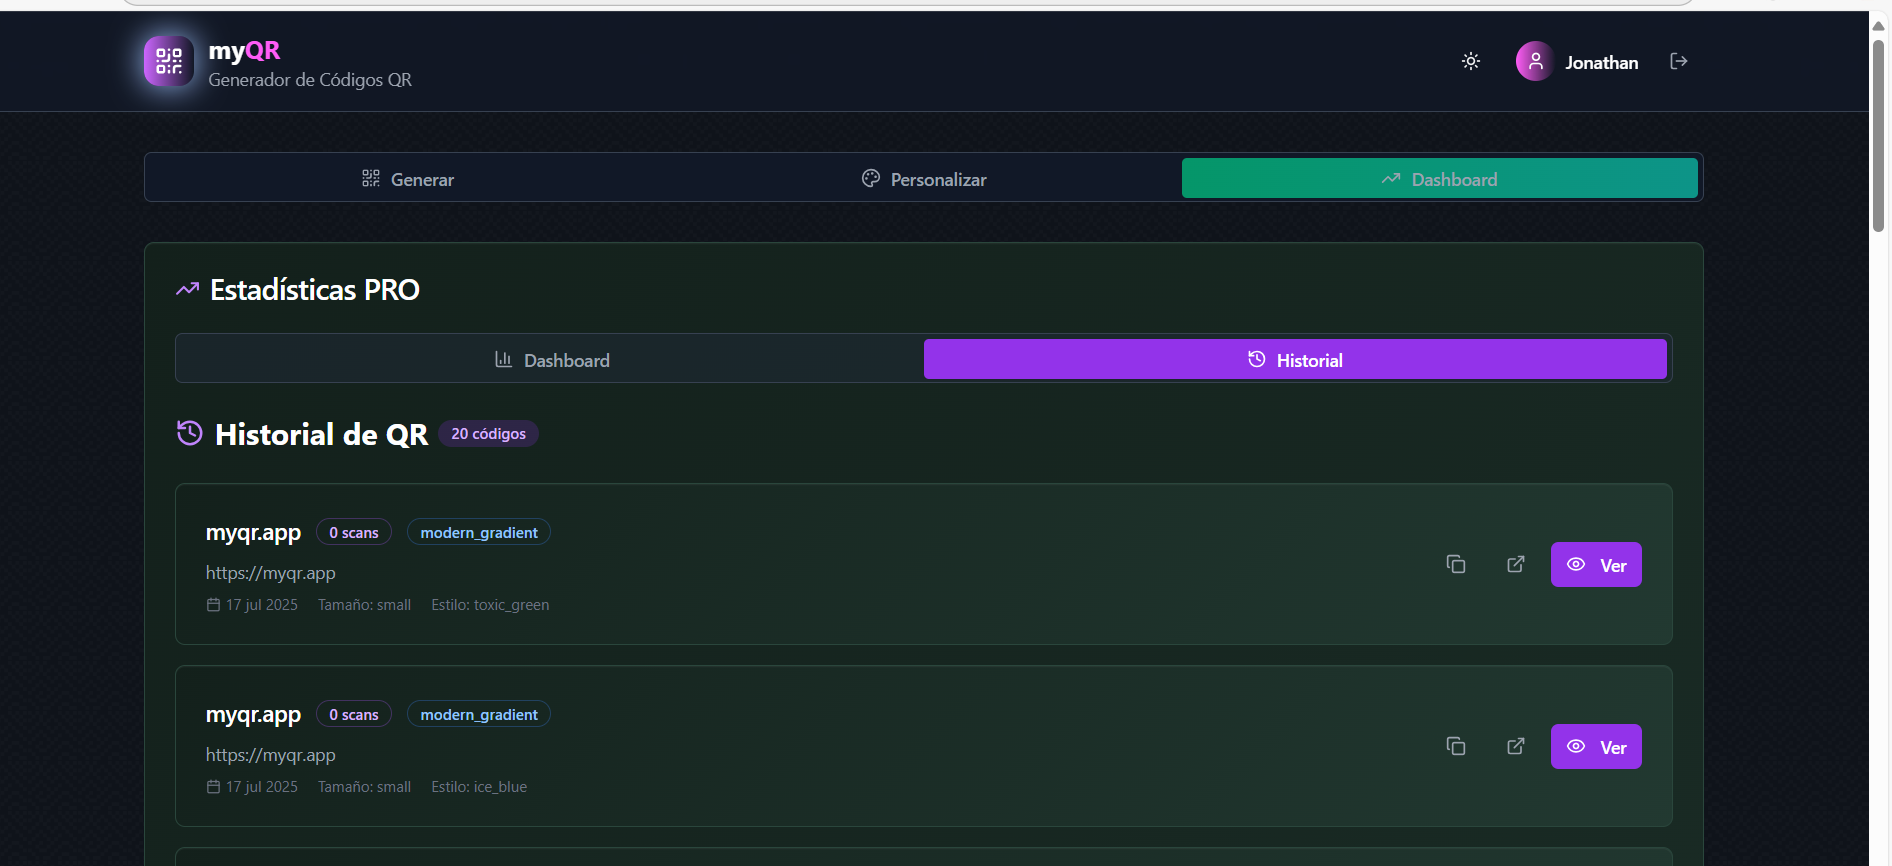 myQR
Generador de Códigos QR
Jonathan
Generar
Personalizar
Dashboard
Estadísticas PRO
Dashboard
Historial
Historial de QR 20 códigos
myqr.app 0 scans modern_gradient
https://myqr.app
17 jul 2025 Tamaño: small Estilo: toxic_green
Ver
myqr.app 0 scans modern_gradient
https://myqr.app
17 jul 2025 Tamaño: small Estilo: ice_blue
Ver